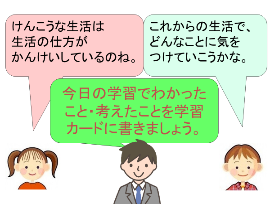 けんこうな生活は
生活の仕方が
かんけいしているのね。
これからの生活で、
どんなことに気を
つけていこうかな。
今日の学習でわかった
こと・考えたことを学習
カードに書きましょう。